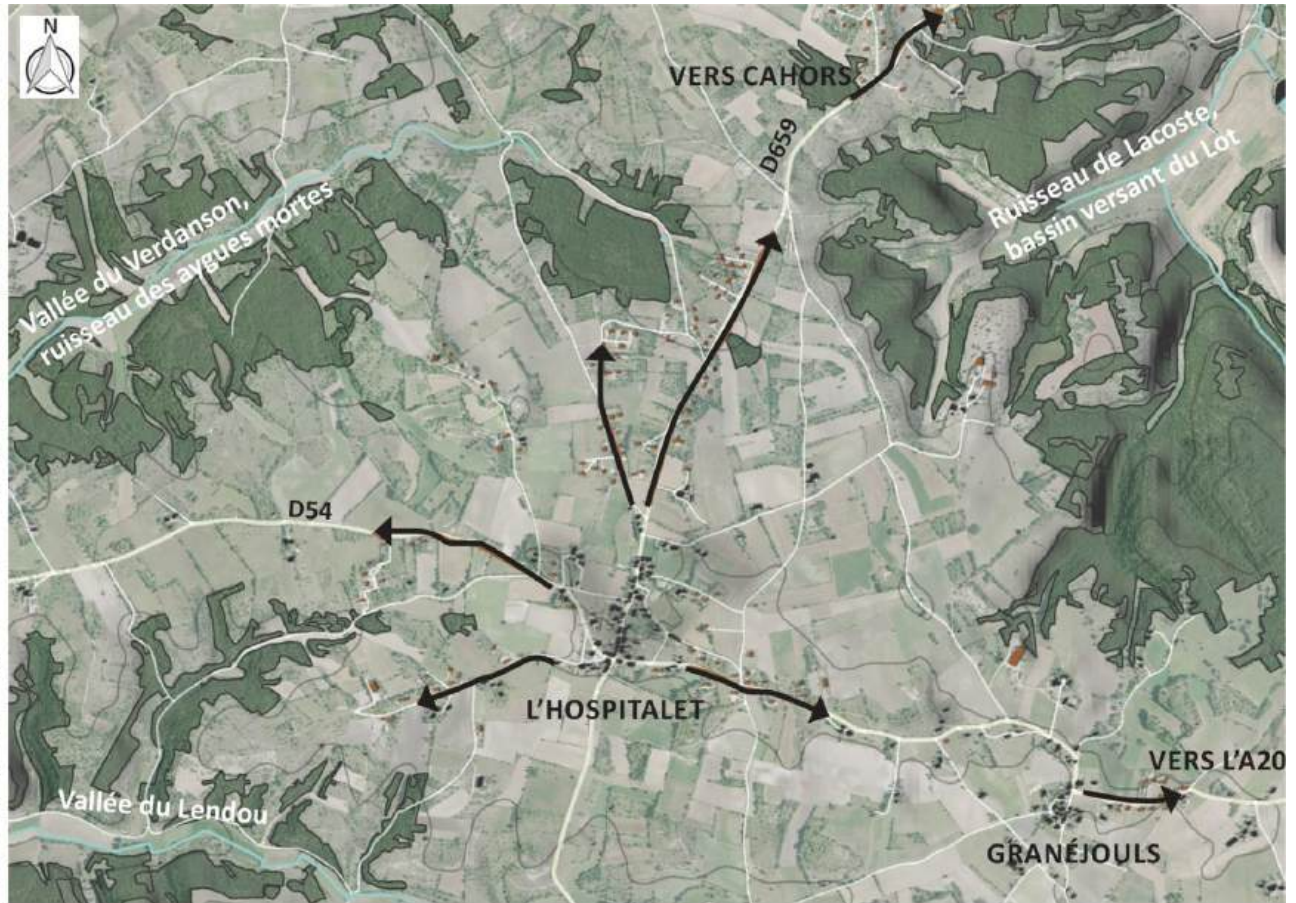 N
VERS CAHORS
D659
Ruisseau de Lacoste,
bassin versant du Lot
Vallée du Verdanson,
ruisseau des aygues mortes
D54
L'HOSPITALET
VERS L'A20
Vallée du Lendou
GRANÉJOULS